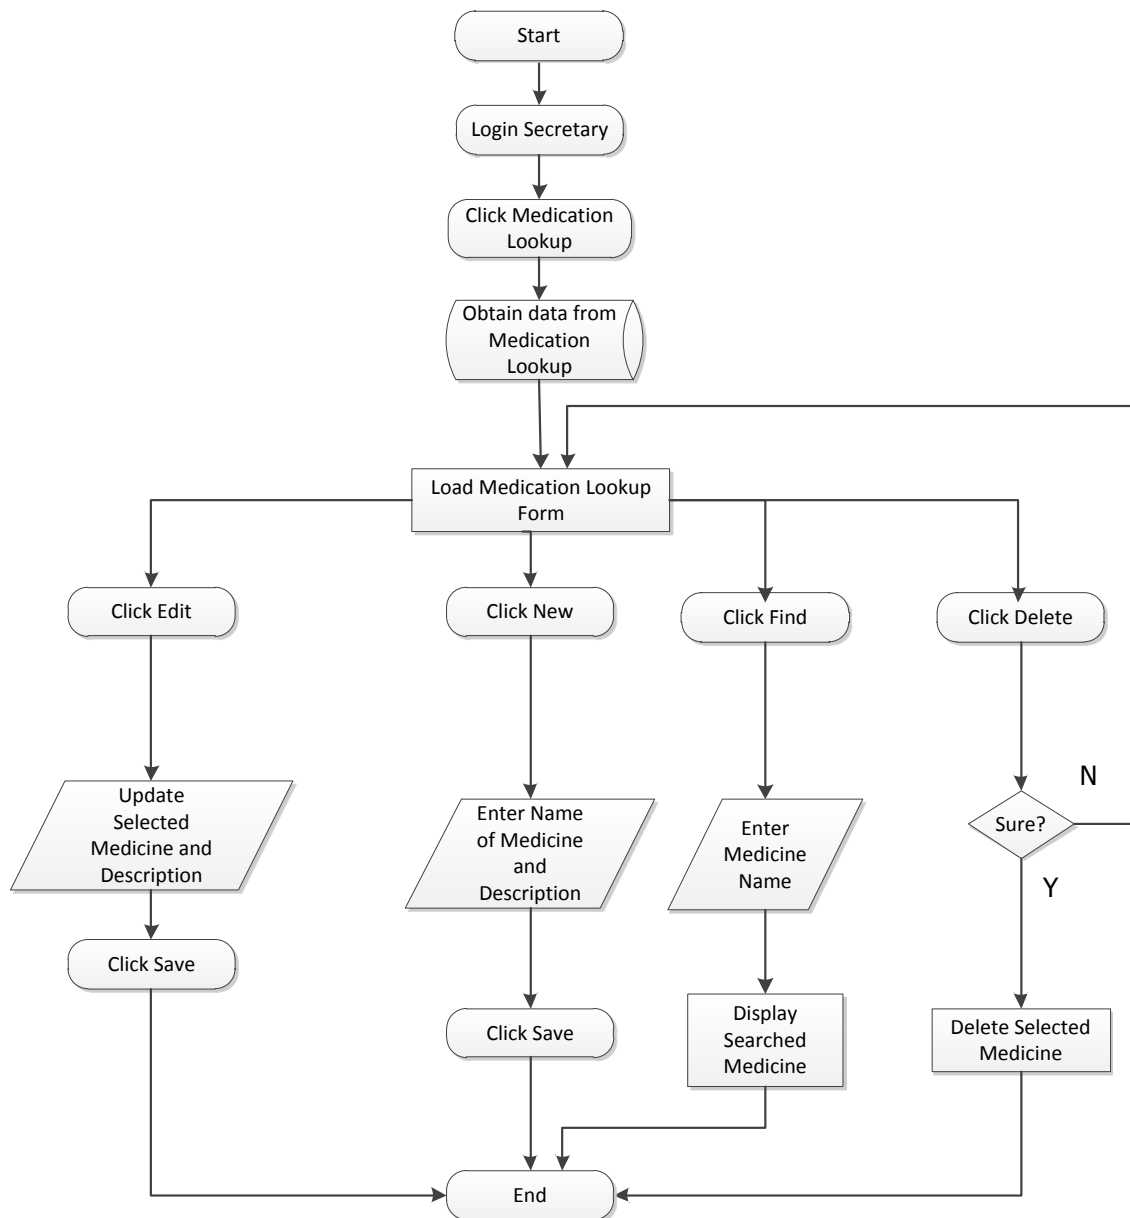 Start
Login Secretary
Click Medication
Lookup
Obtain data from
Medication
Lookup
Load Medication Lookup
Form
Click Edit
Click New
Click Find
Click Delete
Update
Selected
Medicine and
Description
Enter Name
of Medicine
and
Description
Enter
Medicine
Name
Sure?
N
Y
Click Save
Click Save
Display
Searched
Medicine
Delete Selected
Medicine
End